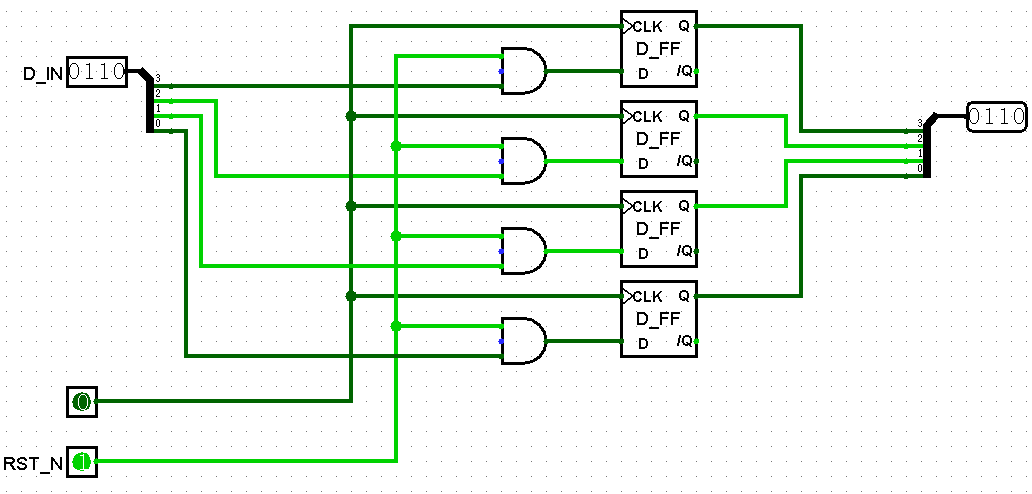 CLK Q
D_FF
D /Q
D_IN 0110
3
2
1
0
CLK Q
D_FF
D /Q
3
2
1
0
0110
CLK Q
D_FF
D /Q
CLK Q
D_FF
D /Q
0
RST_N 1